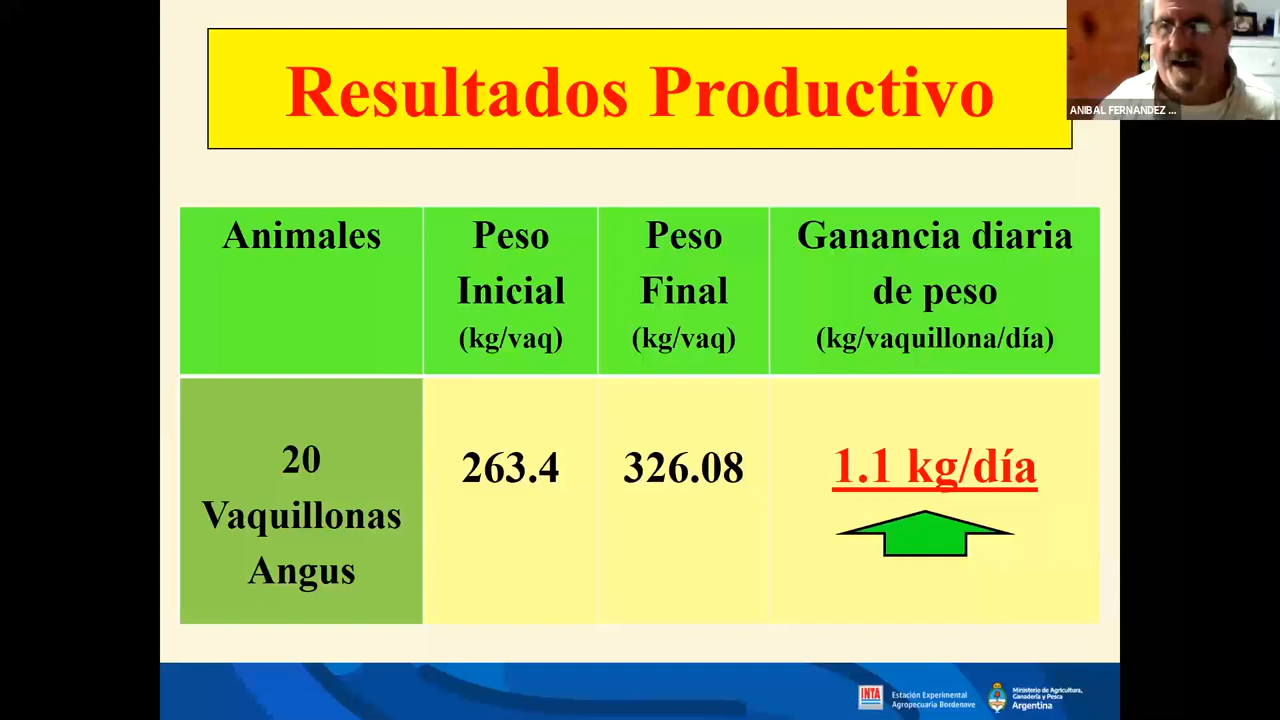 Resultados Productivo
ANIBAL FERNANDEZ ...
Animales
Peso
Inicial
(kg/vaq)
Peso
Final
(kg/vaq)
Ganancia diaria
de peso
(kg/vaquillona/día)
20
Vaquillonas
Angus
263.4
326.08
1.1 kg/día
INTA
Estación Experimental
Agropecuaria Bordenave
Ministerio de Agricultura,
Ganadería y Pesca
Argentina